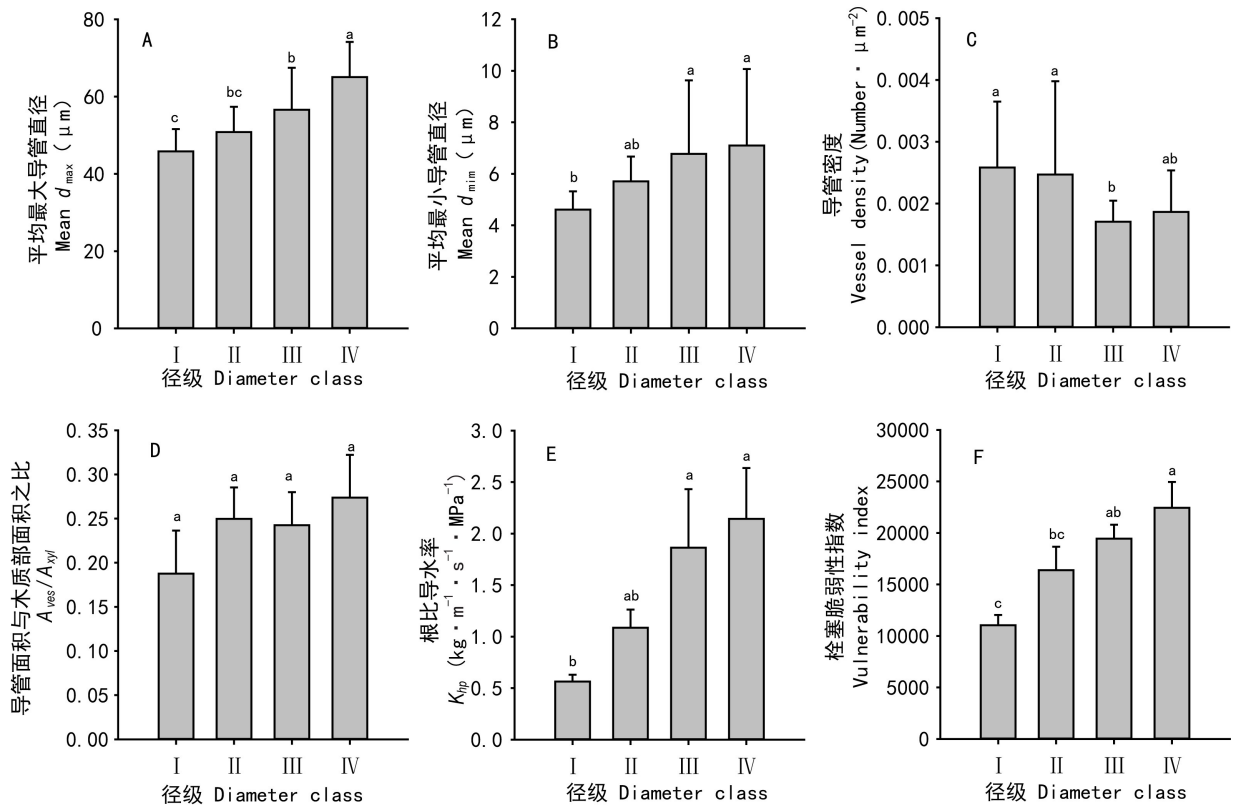 A
平均最大导管直径
Mean d max ( μm)
80
60
40
20
0
c
bc
b
a
I
II
III
IV
径级 Diameter class
B
平均最小导管直径
Mean d mim ( μm)
12
10
8
6
4
2
0
b
ab
a
a
I
II
III
IV
径级 Diameter class
C
导管密度
Vessel density(Number · μm-2)
0.005
0.004
0.003
0.002
0.001
0.000
a
a
b
ab
I
II
III
IV
径级 Diameter class
D
导管面积与木质部面积之比
A ves/A xyl
0.35
0.30
0.25
0.20
0.15
0.10
0.05
0.00
a
a
a
a
I
II
III
IV
径级 Diameter class
E
根比导水率
K hp (kg·m-1·s-1·MPa-1)
3.0
2.5
2.0
1.5
1.0
0.5
0.0
b
ab
a
a
I
II
III
IV
径级 Diameter class
F
栓塞脆弱性指数
Vulnerability index
30000
25000
20000
15000
10000
5000
0
c
bc
ab
a
I
II
III
IV
径级 Diameter class